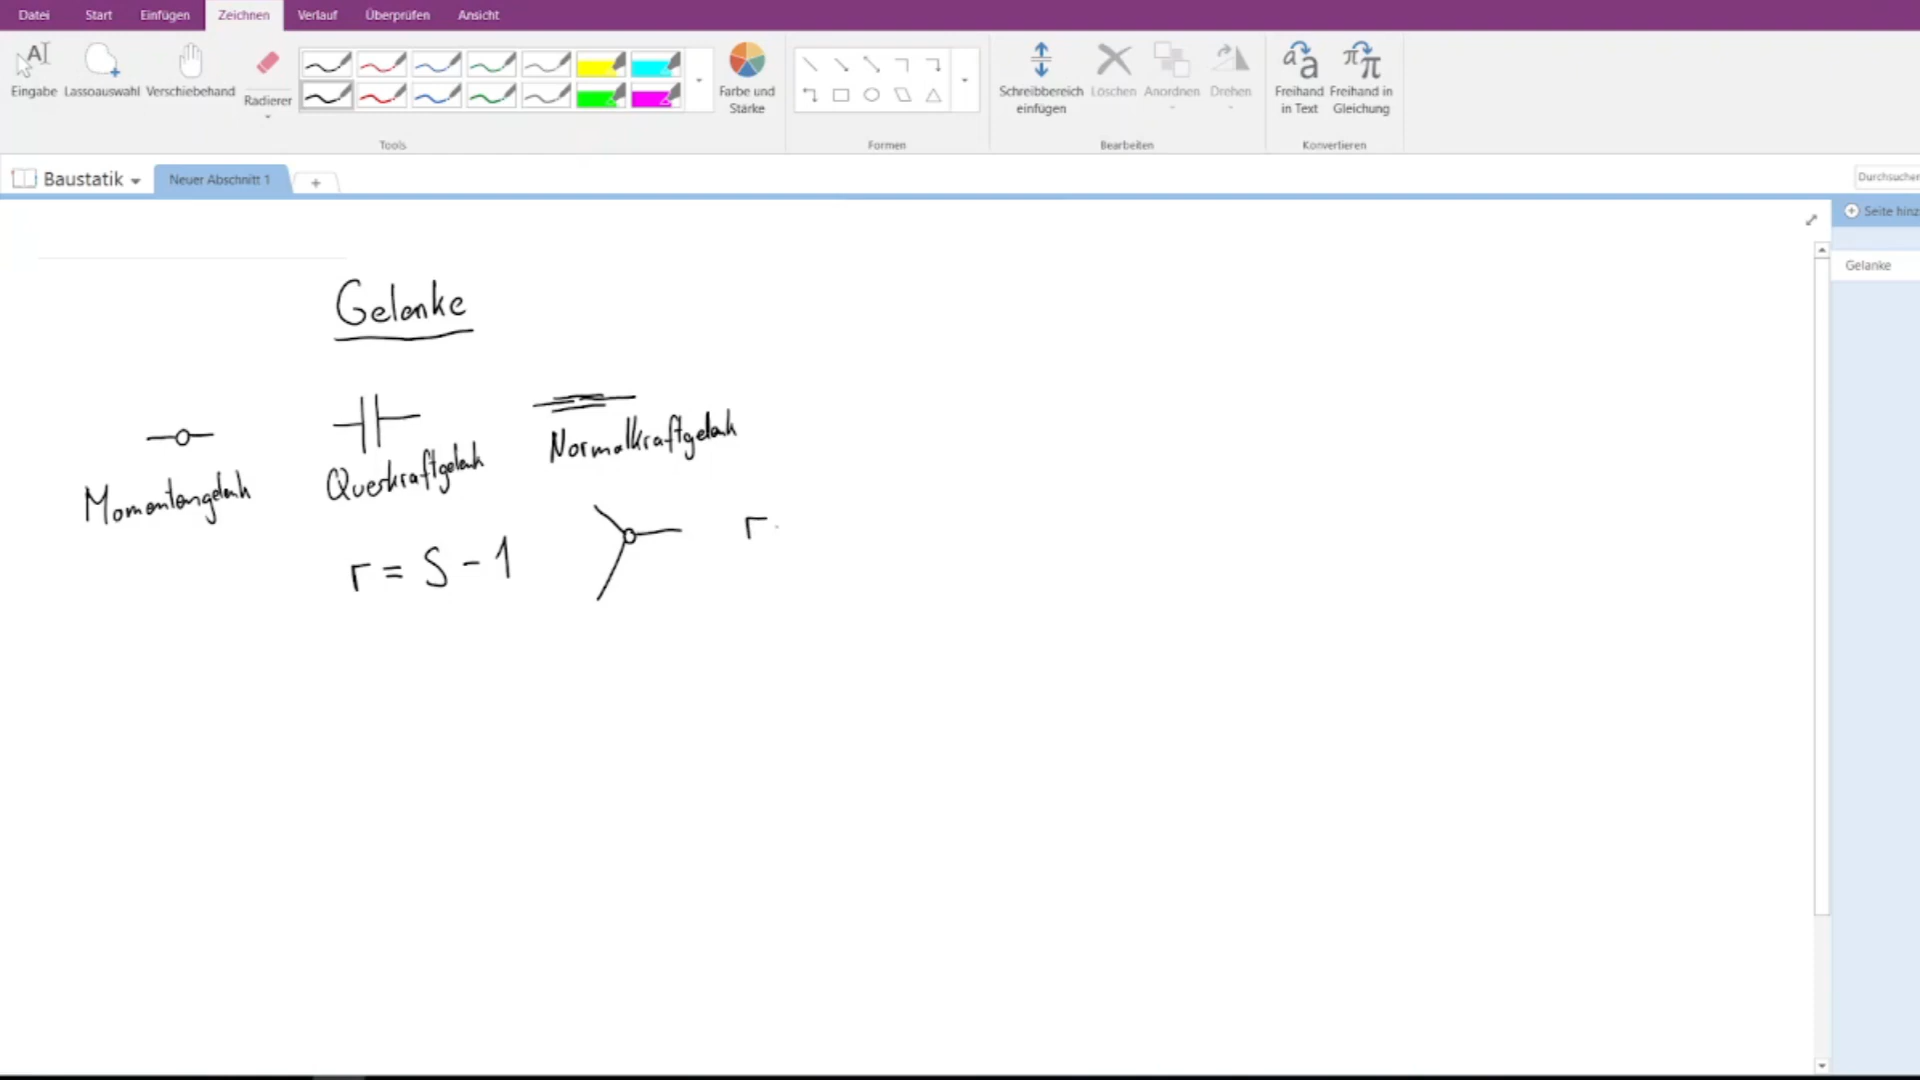 Datei Start Einfügen Zeichnen Verlauf Überprüfen Ansicht
Eingabe Lassoauswahl Verschiebehand Radierer
Farbe und Stärke
Schreibbereich einfügen Löschen Anordnen Drehen
Freihand in Text Freihand in Gleichung
Tools Formen Bearbeiten Konvertieren
Baustatik Neuer Abschnitt 1 +
Durchsuchen
Seite hinz
Gelanke
Gelenke
Momentengelenk Querkraftgelenk Normalkraftgelenk
r = S - 1
r